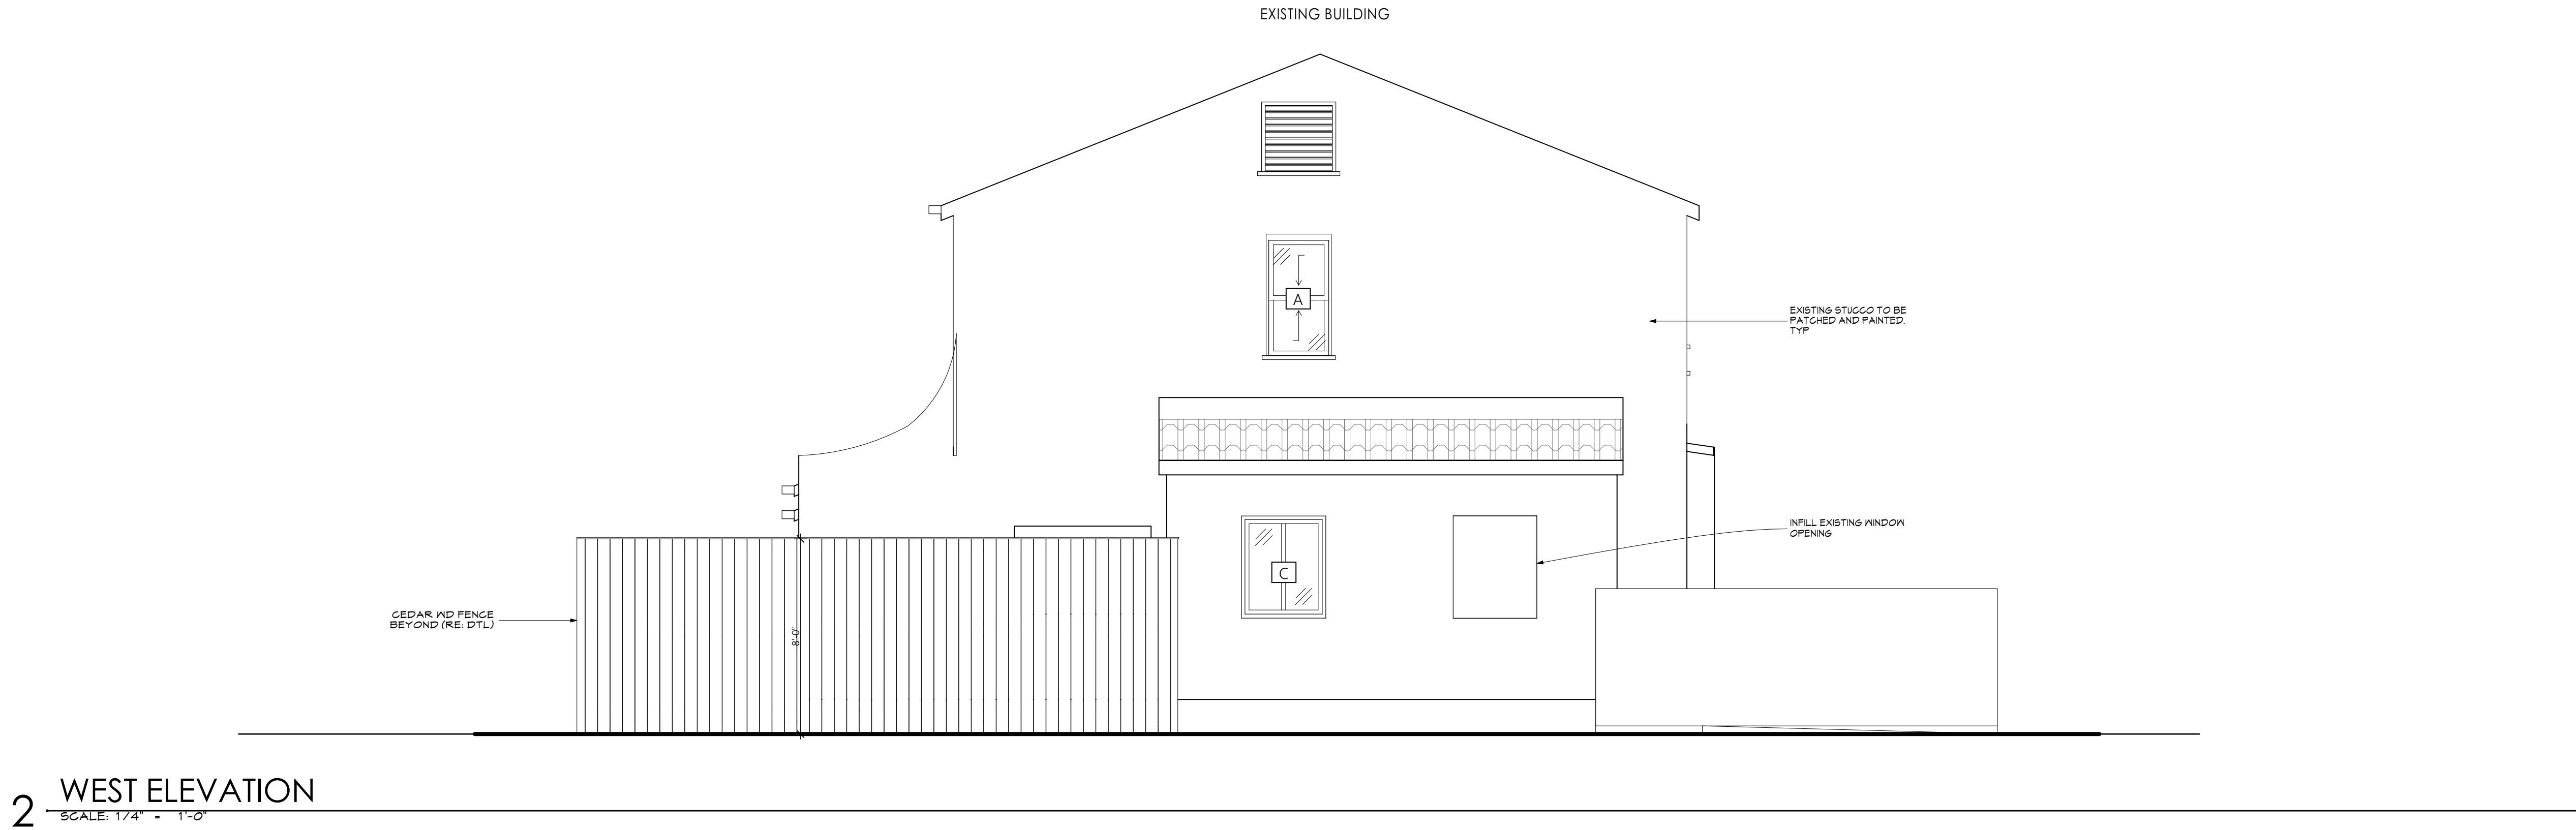 EXISTING BUILDING
A
EXISTING STUCCO TO BE
PATCHED AND PAINTED,
TYP
INFILL EXISTING WINDOW
OPENING
C
CEDAR WD FENCE
BEYOND (RE: DTL)
8'-0"
2
WEST ELEVATION
SCALE: 1/4" = 1'-0"